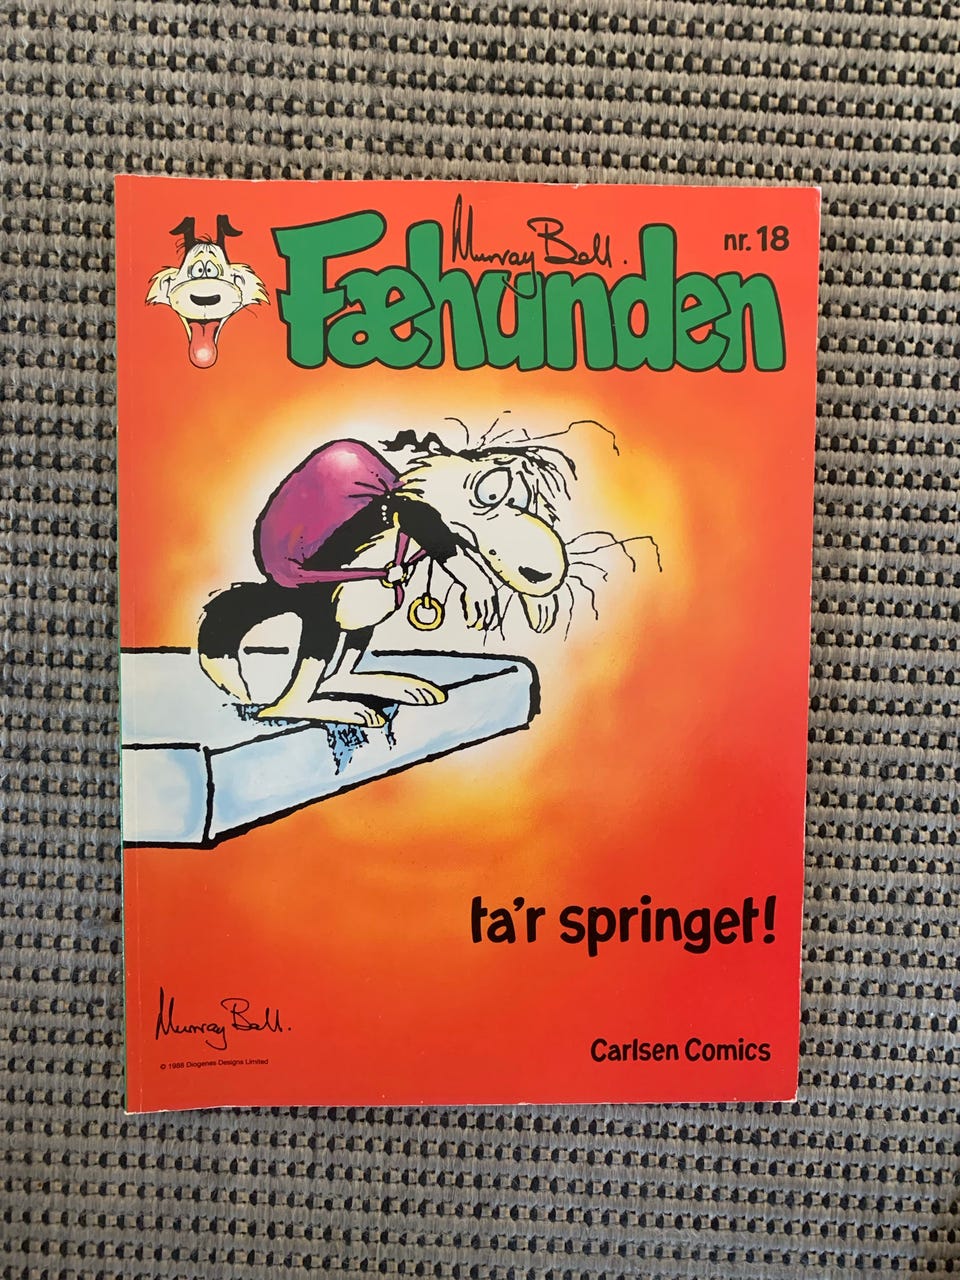 Murray Ball.
nr. 18
Fæhunden
ta'r springet!
Murray Ball.
© 1988 Diogenes Designs Limited
Carlsen Comics